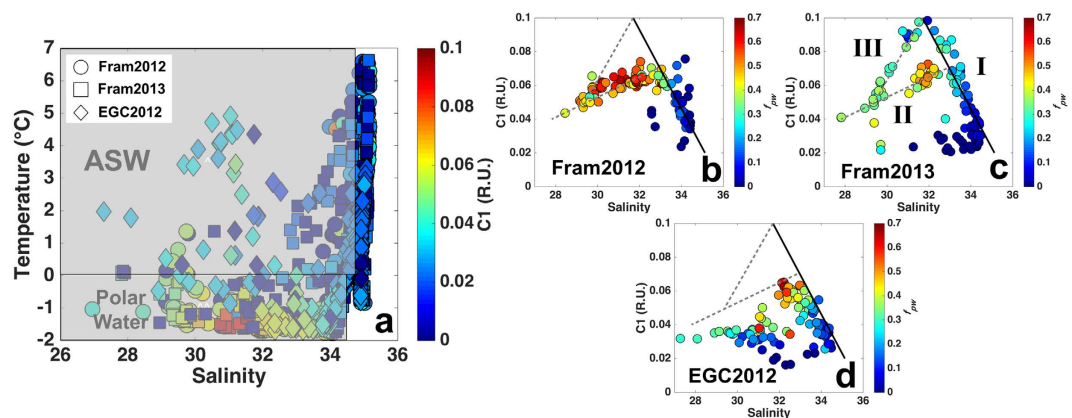 7
6
5
4
3
2
1
0
-1
-2
Temperature (°C)
Fram2012
Fram2013
EGC2012
ASW
Polar
Water
a
26 28 30 32 34 36
Salinity
0.1
0.08
0.06
0.04
0.02
0
C1 (R.U.)
0.1
0.08
0.06
0.04
0.02
0
C1 (R.U.)
Fram2012
b
28 30 32 34 36
Salinity
0.7
0.6
0.5
0.4
0.3
0.2
0.1
0
fpw
0.1
0.08
0.06
0.04
0.02
0
C1 (R.U.)
III
I
II
Fram2013
c
28 30 32 34 36
Salinity
0.7
0.6
0.5
0.4
0.3
0.2
0.1
0
fpw
0.1
0.08
0.06
0.04
0.02
0
C1 (R.U.)
EGC2012
d
28 30 32 34 36
Salinity
0.7
0.6
0.5
0.4
0.3
0.2
0.1
0
fpw